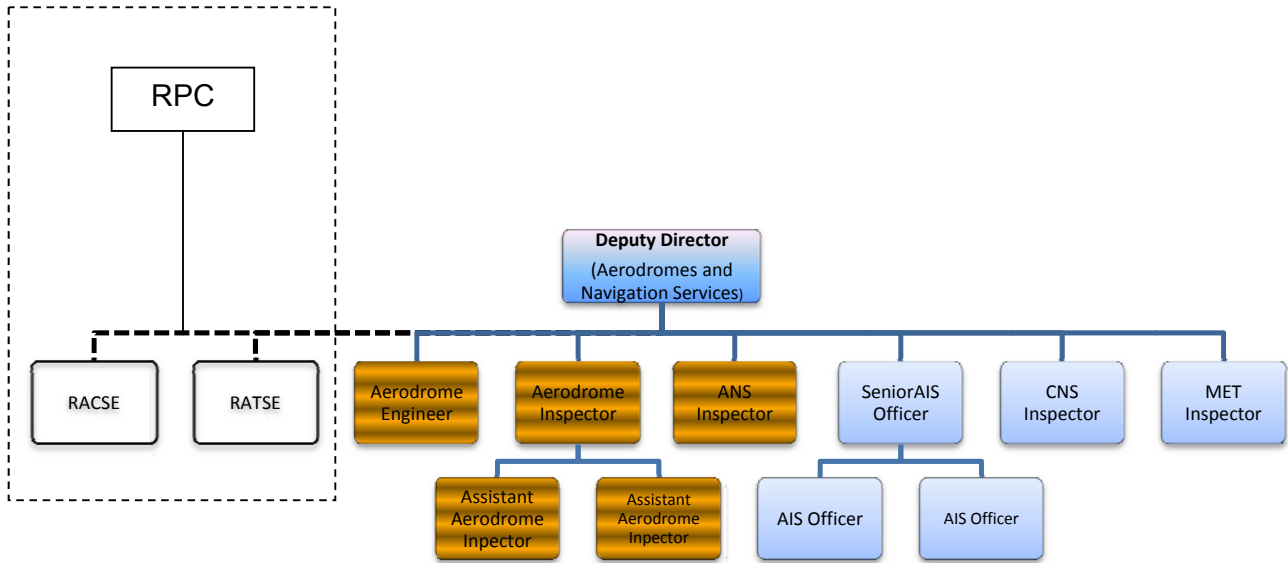 RPC
Deputy Director
(Aerodromes and
Navigation Services)
RACSE
RATSE
Aerodrome
Engineer
Aerodrome
Inspector
ANS
Inspector
SeniorAIS
Officer
CNS
Inspector
MET
Inspector
Assistant
Aerodrome
Inpector
Assistant
Aerodrome
Inpector
AIS Officer
AIS Officer